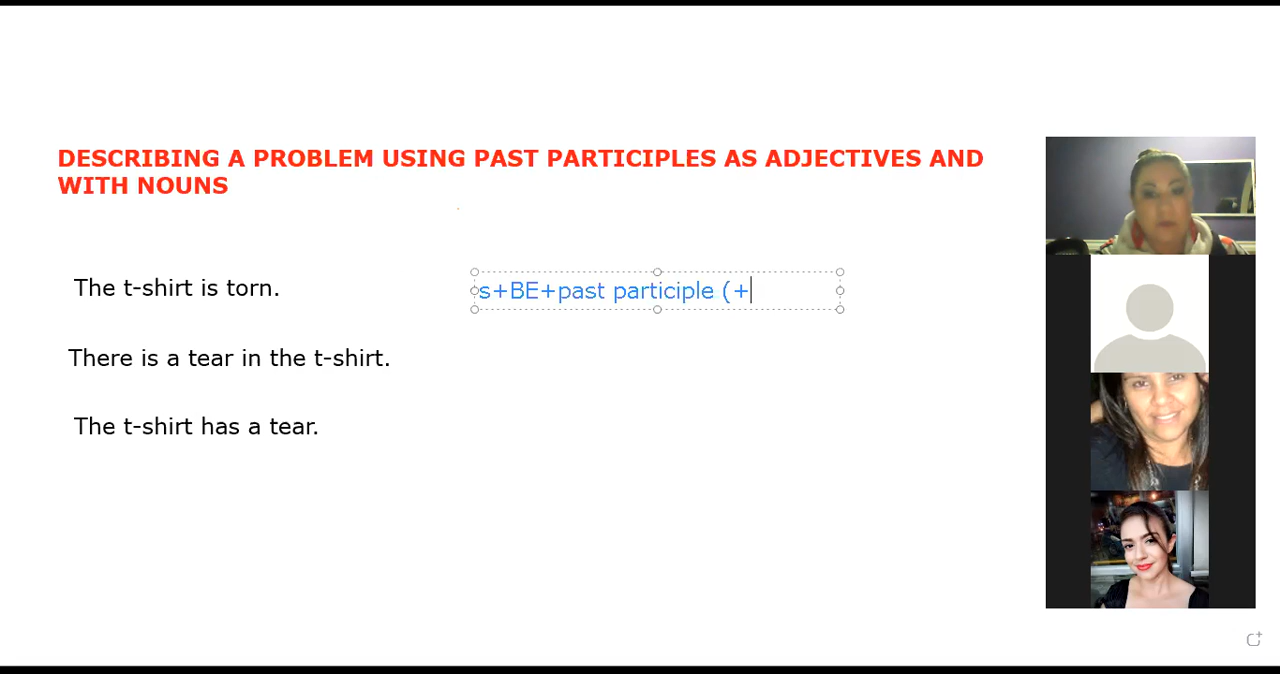 DESCRIBING A PROBLEM USING PAST PARTICIPLES AS ADJECTIVES AND
WITH NOUNS
The t-shirt is torn.
s+BE+past participle (+
There is a tear in the t-shirt.
The t-shirt has a tear.